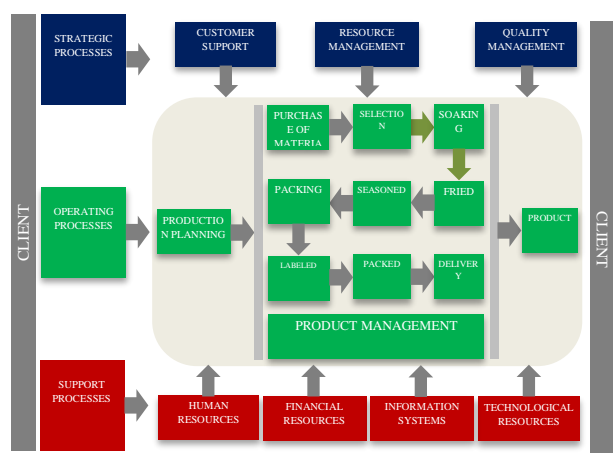 STRATEGIC
PROCESSES
CUSTOMER
SUPPORT
RESOURCE
MANAGEMENT
QUALITY
MANAGEMENT
CLIENT
OPERATING
PROCESSES
PRODUCTIO
N PLANNING
PURCHAS
E OF
MATERIA
SELECTIO
N
SOAKIN
G
PACKING
SEASONED
FRIED
LABELED
PACKED
DELIVER
Y
PRODUCT MANAGEMENT
PRODUCT
CLIENT
SUPPORT
PROCESSES
HUMAN
RESOURCES
FINANCIAL
RESOURCES
INFORMATION
SYSTEMS
TECHNOLOGICAL
RESOURCES